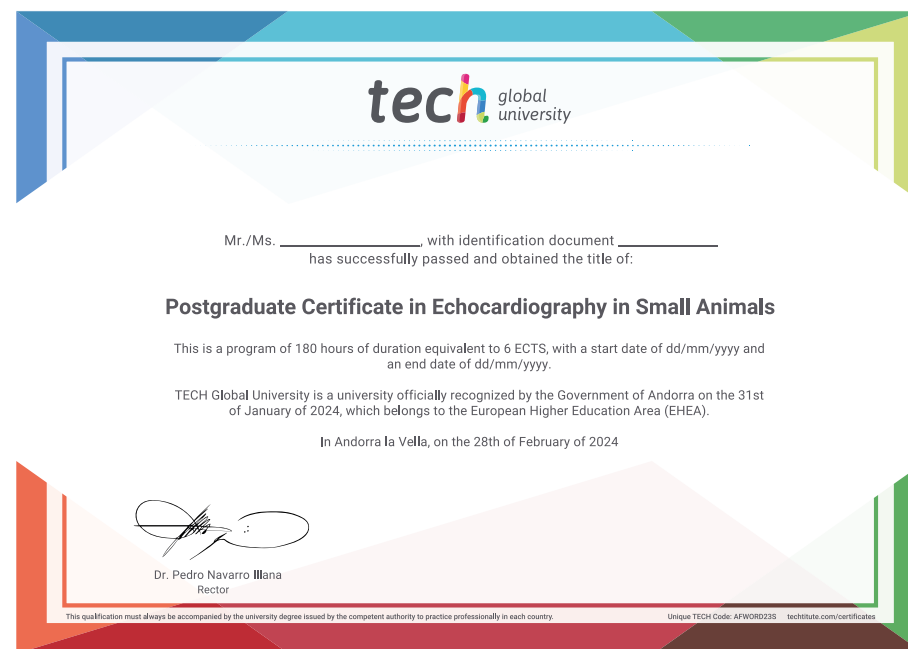 tech global university
Mr./Ms. ____________________, with identification document ______________
has successfully passed and obtained the title of:
Postgraduate Certificate in Echocardiography in Small Animals
This is a program of 180 hours of duration equivalent to 6 ECTS, with a start date of dd/mm/yyyy and
an end date of dd/mm/yyyy.
TECH Global University is a university officially recognized by the Government of Andorra on the 31st
of January of 2024, which belongs to the European Higher Education Area (EHEA).
In Andorra la Vella, on the 28th of February of 2024
Dr. Pedro Navarro Illana
Rector
This qualification must always be accompanied by the university degree issued by the competent authority to practice professionally in each country.
Unique TECH Code: AFWORD23S techtitute.com/certificates